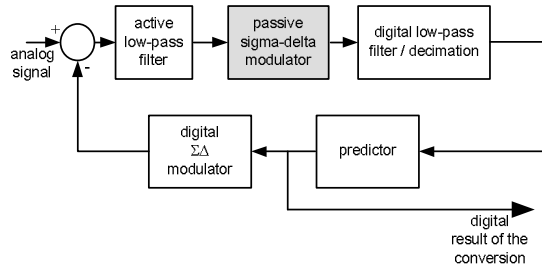 +
analog
signal
-
active
low-pass
filter
passive
sigma-delta
modulator
digital low-pass
filter / decimation
digital
ΣΔ
modulator
predictor
digital
result of the
conversion